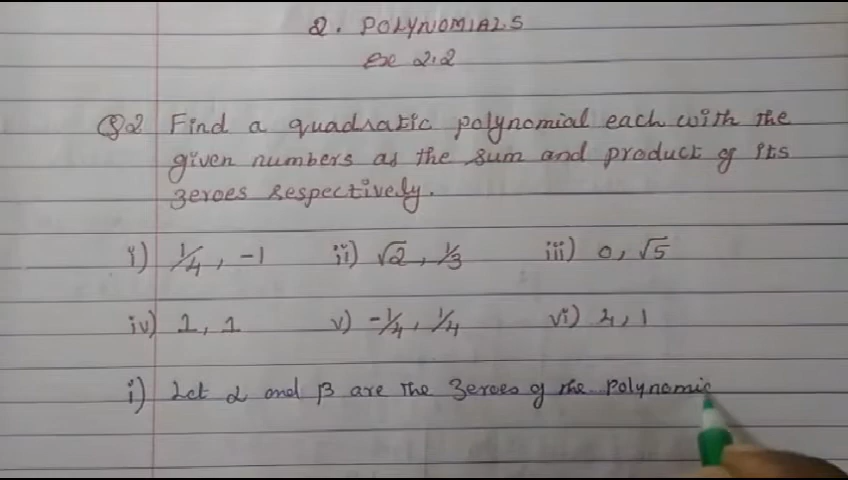 2. POLYNOMIALS
Ex 2.2
Q2 Find a quadratic polynomial each with the
given numbers as the sum and product of its
zeroes respectively.
i) 1/4, -1 ii) √2, 1/3 iii) 0, √5
iv) 1, 1 v) -1/4, 1/4 vi) 4, 1
i) Let α and β are the zeroes of the Polynomi